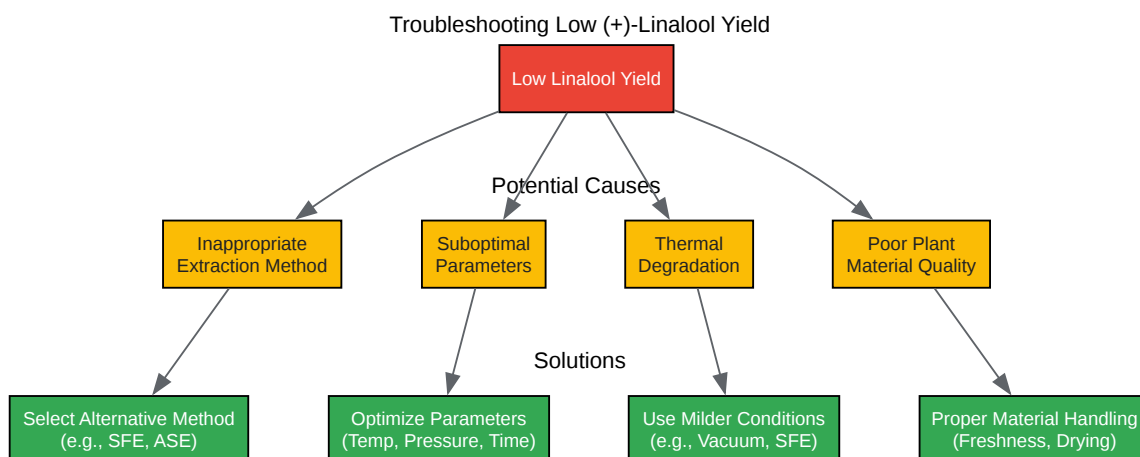 Troubleshooting Low (+)-Linalool Yield
Low Linalool Yield
Potential Causes
Inappropriate
Extraction Method
Suboptimal
Parameters
Thermal
Degradation
Poor Plant
Material Quality
Solutions
Select Alternative Method
(e.g., SFE, ASE)
Optimize Parameters
(Temp, Pressure, Time)
Use Milder Conditions
(e.g., Vacuum, SFE)
Proper Material Handling
(Freshness, Drying)